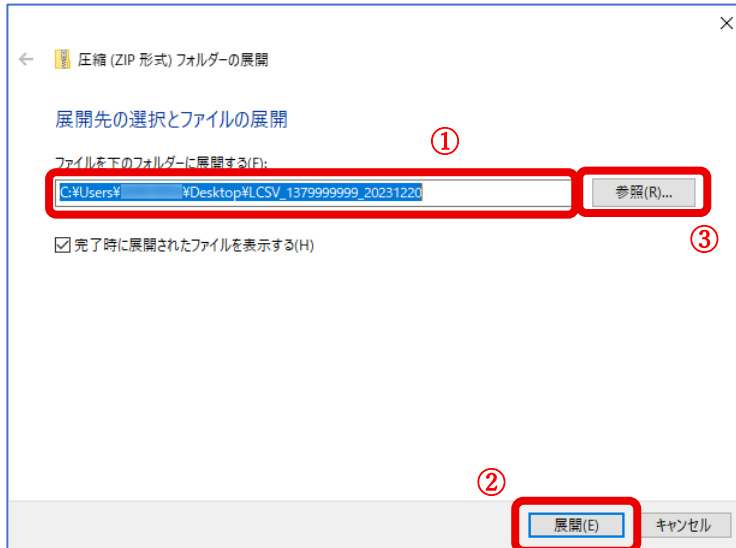 圧縮 (ZIP 形式) フォルダーの展開
展開先の選択とファイルの展開
①
ファイルを下のフォルダーに展開する(F):
C:¥Users¥ ¥Desktop¥LCSV_1379999999_20231220
参照(R)...
③
完了時に展開されたファイルを表示する(H)
②
展開(E)
キャンセル